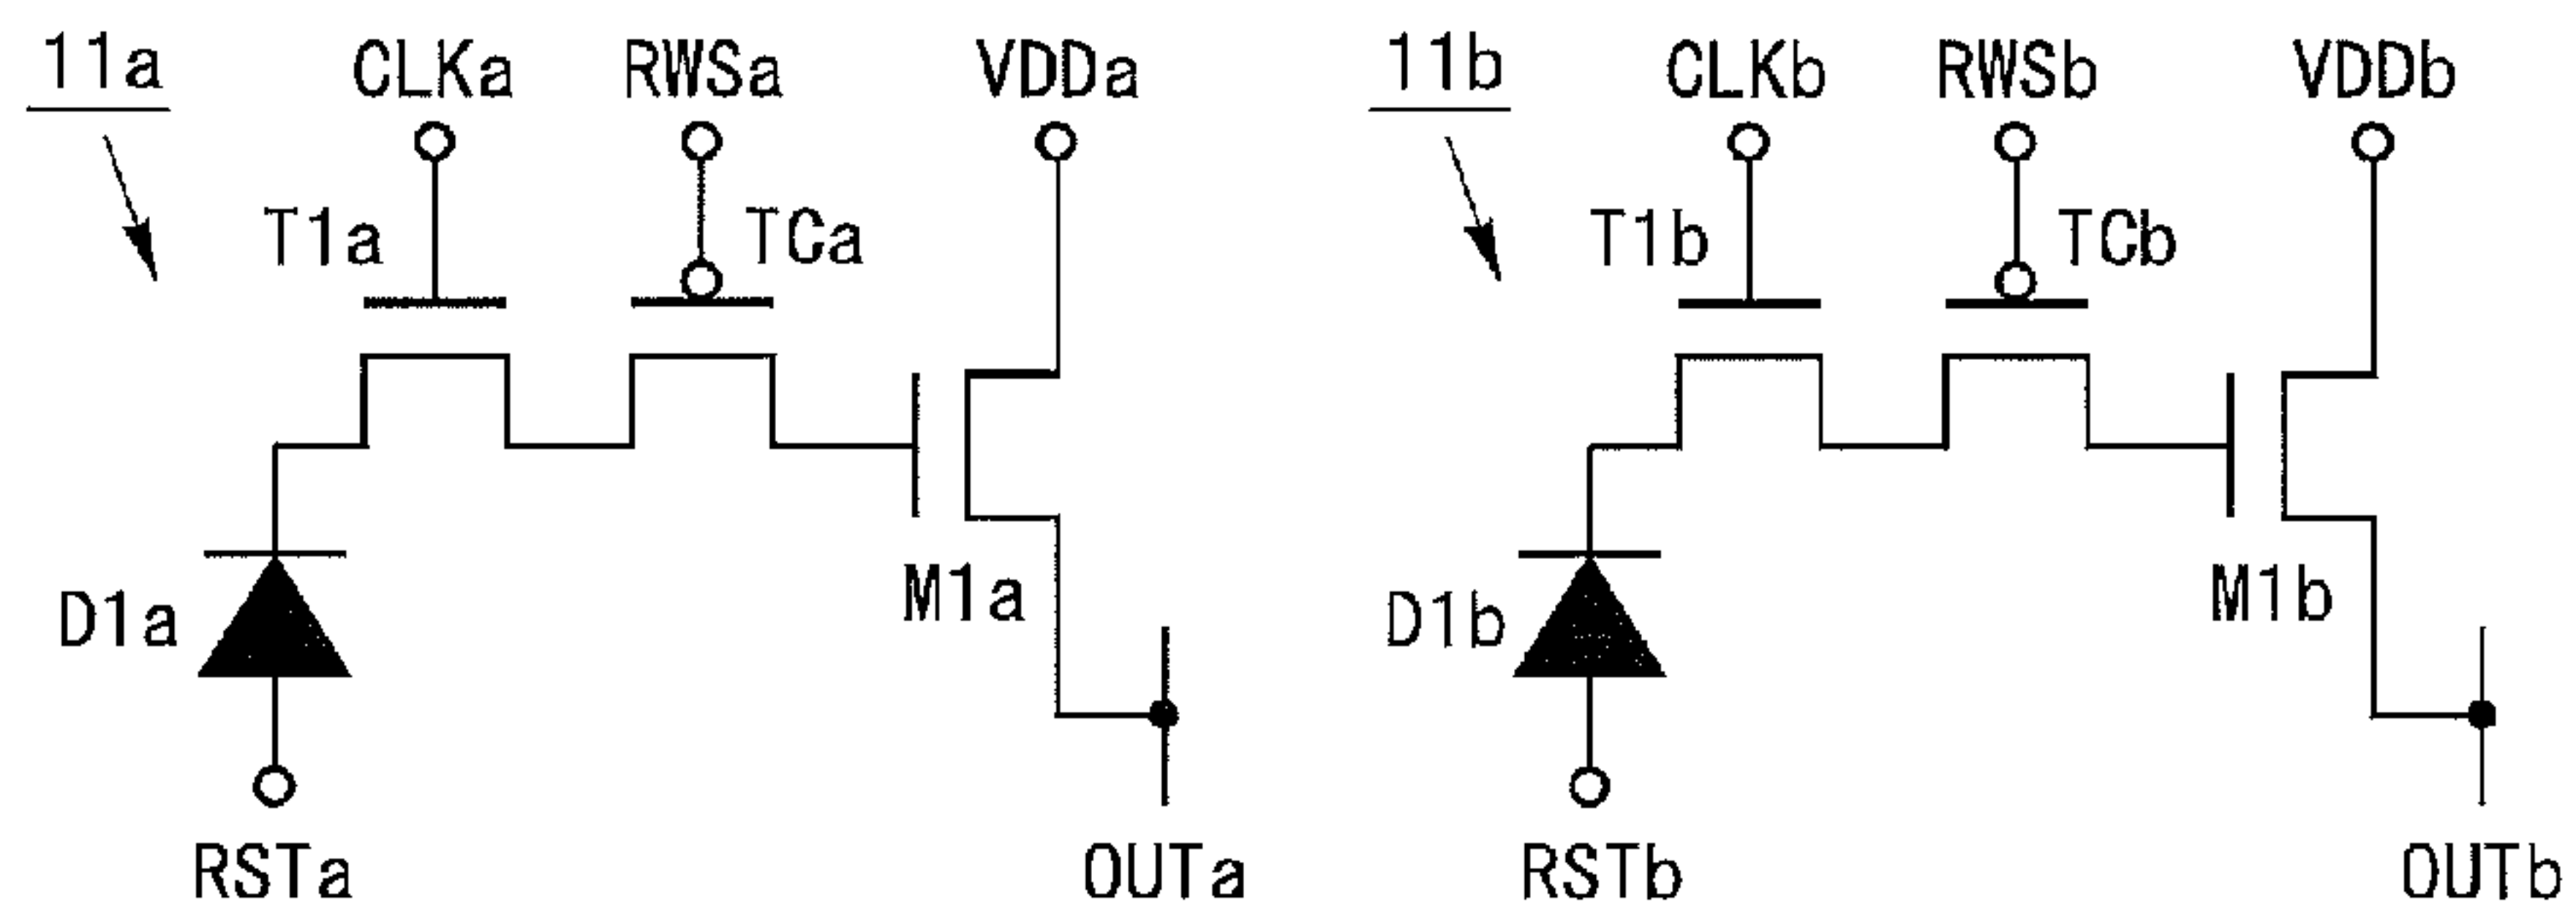 11a CLKa RWSa VDDa 11b CLKb RWSb VDDb
T1a TCa T1b TCb
D1a M1a D1b M1b
RSTa OUTa RSTb OUTb